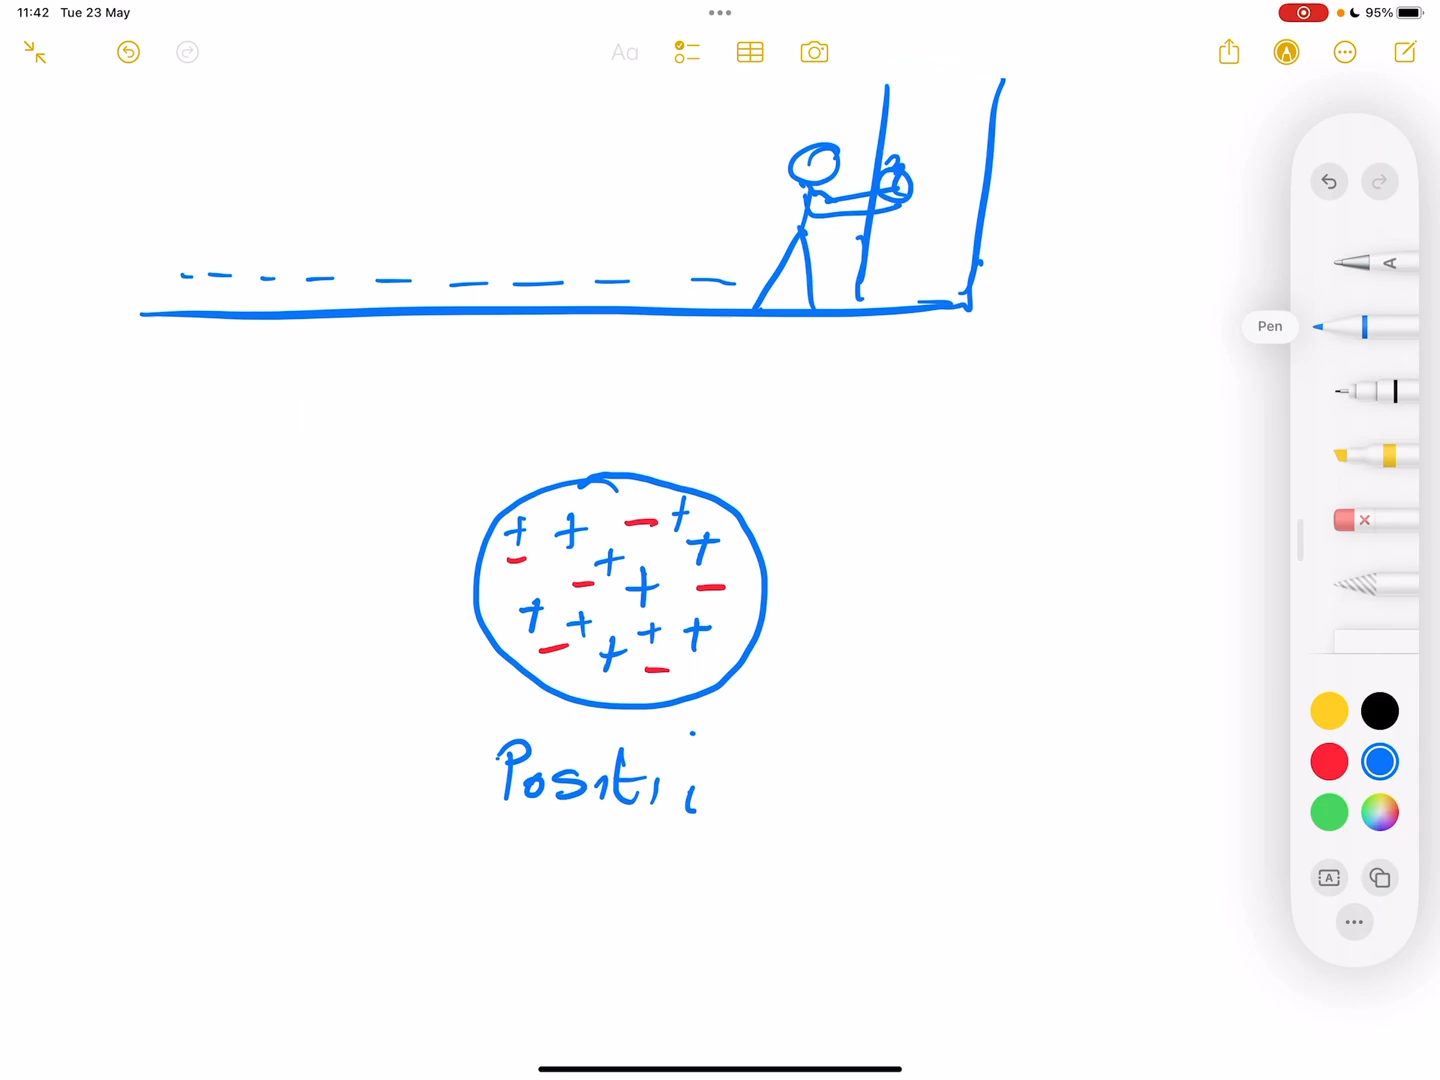 11:42 Tue 23 May
95%
Aa
A
Pen
+ + − + +
− + − + −
+ + + + +
− −
Positi i
A